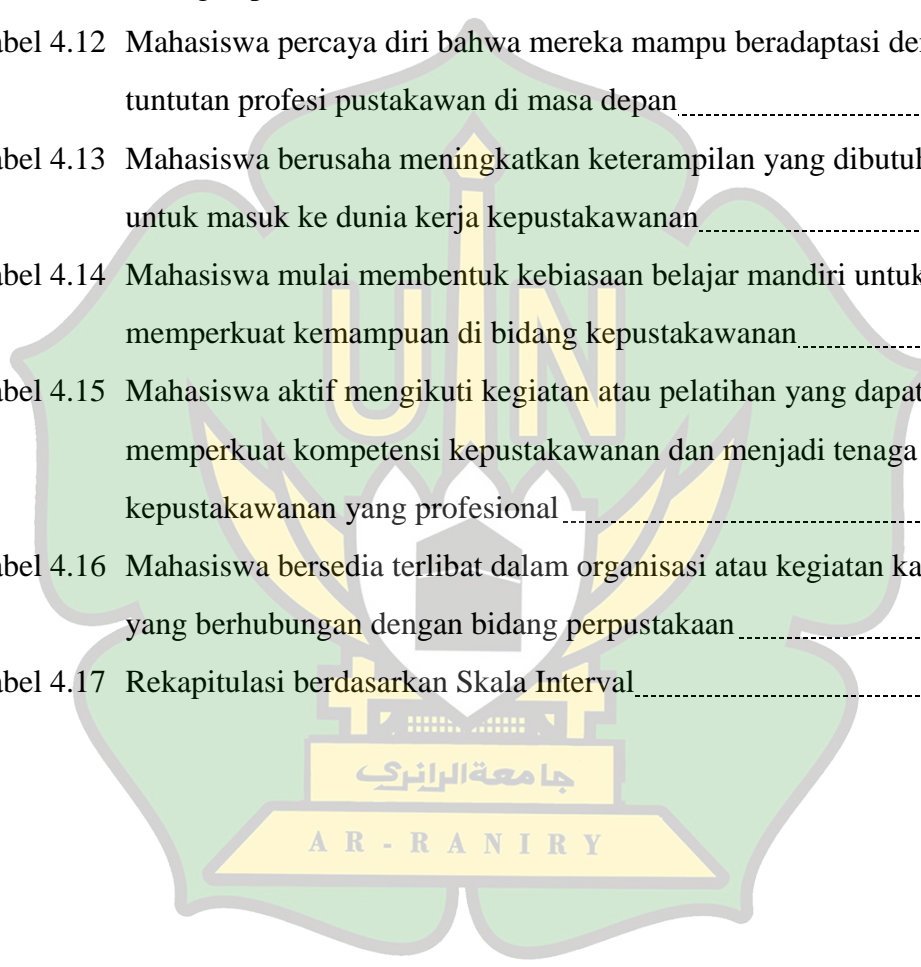 abel 4.12 Mahasiswa percaya diri bahwa mereka mampu beradaptasi de
tuntutan profesi pustakawan di masa depan
abel 4.13 Mahasiswa berusaha meningkatkan keterampilan yang dibutuh
untuk masuk ke dunia kerja kepustakawanan
abel 4.14 Mahasiswa mulai membentuk kebiasaan belajar mandiri untuk
memperkuat kemampuan di bidang kepustakawanan
abel 4.15 Mahasiswa aktif mengikuti kegiatan atau pelatihan yang dapat
memperkuat kompetensi kepustakawanan dan menjadi tenaga
kepustakawanan yang profesional
abel 4.16 Mahasiswa bersedia terlibat dalam organisasi atau kegiatan ka
yang berhubungan dengan bidang perpustakaan
abel 4.17 Rekapitulasi berdasarkan Skala Interval
UIN
جامعة الرانري
AR-RANIRY